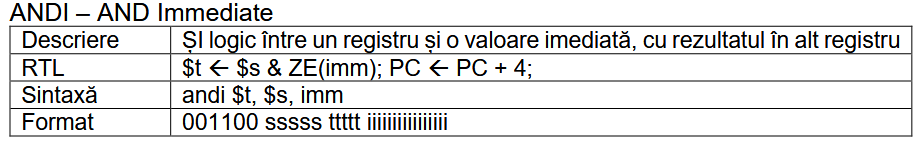 ANDI – AND Immediate
Descriere ȘI logic între un registru și o valoare imediată, cu rezultatul în alt registru
RTL $t ← $s & ZE(imm); PC ← PC + 4;
Sintaxă andi $t, $s, imm
Format 001100 sssss ttttt iiiiiiiiiiiiiiii